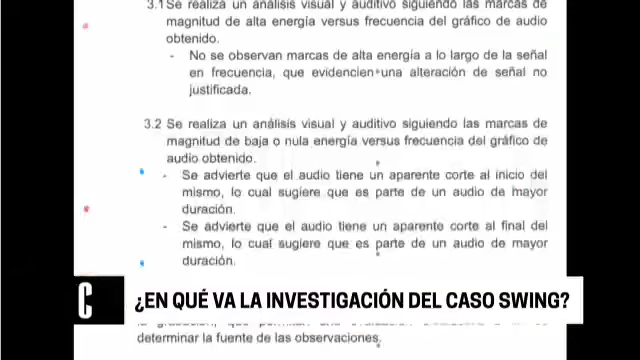 3.1 Se realiza un análisis visual y auditivo siguiendo las marcas de
magnitud de alta energía versus frecuencia del gráfico de audio
obtenido.
- No se observan marcas de alta energía a lo largo de la señal
en frecuencia, que evidencien una alteración de señal no
justificada.
3.2 Se realiza un análisis visual y auditivo siguiendo las marcas de
magnitud de baja o nula energía versus frecuencia del gráfico de
audio obtenido.
- Se advierte que el audio tiene un aparente corte al inicio del
mismo, lo cual sugiere que es parte de un audio de mayor
duración.
- Se advierte que el audio tiene un aparente corte al final del
mismo, lo cual sugiere que es parte de un audio de mayor
duración.
C ¿EN QUÉ VA LA INVESTIGACIÓN DEL CASO SWING?
determinar la fuente de las observaciones.